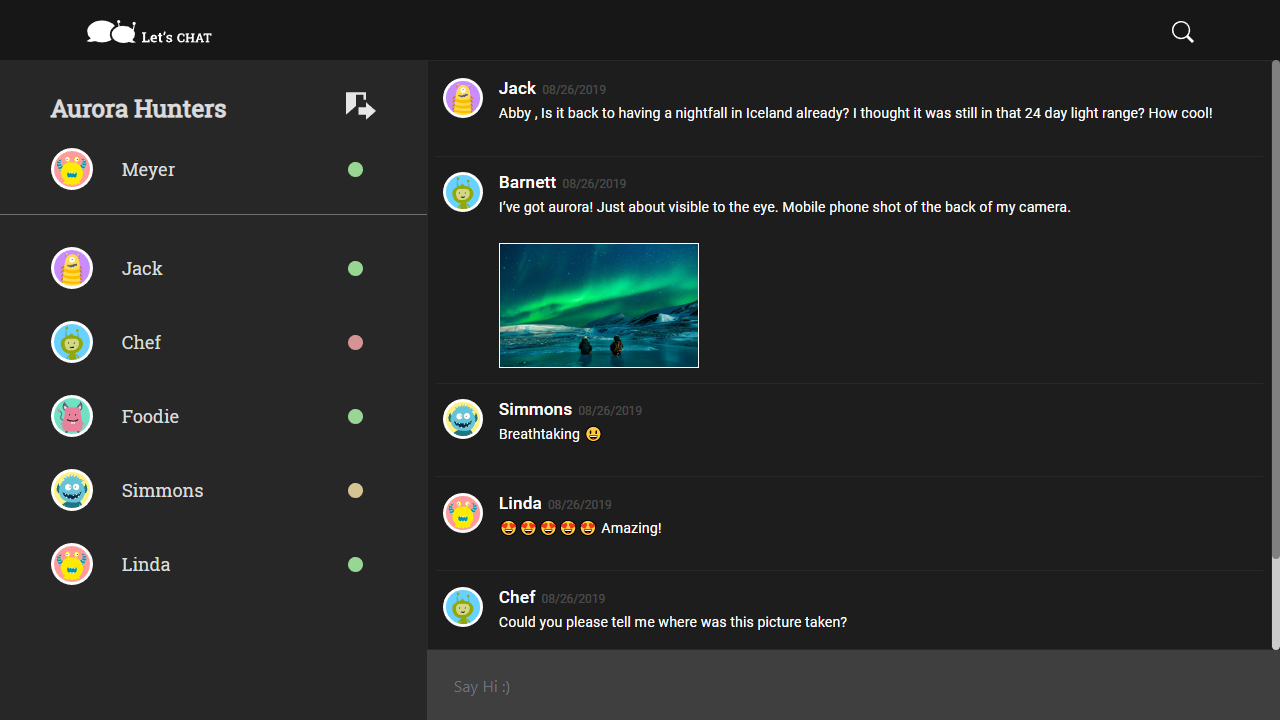 Let's CHAT
Aurora Hunters
Meyer
Jack
Chef
Foodie
Simmons
Linda
Jack 08/26/2019
Abby , Is it back to having a nightfall in Iceland already? I thought it was still in that 24 day light range? How cool!
Barnett 08/26/2019
I've got aurora! Just about visible to the eye. Mobile phone shot of the back of my camera.
Simmons 08/26/2019
Breathtaking 😃
Linda 08/26/2019
😍 😍 😍 😍 😍 Amazing!
Chef 08/26/2019
Could you please tell me where was this picture taken?
Say Hi :)